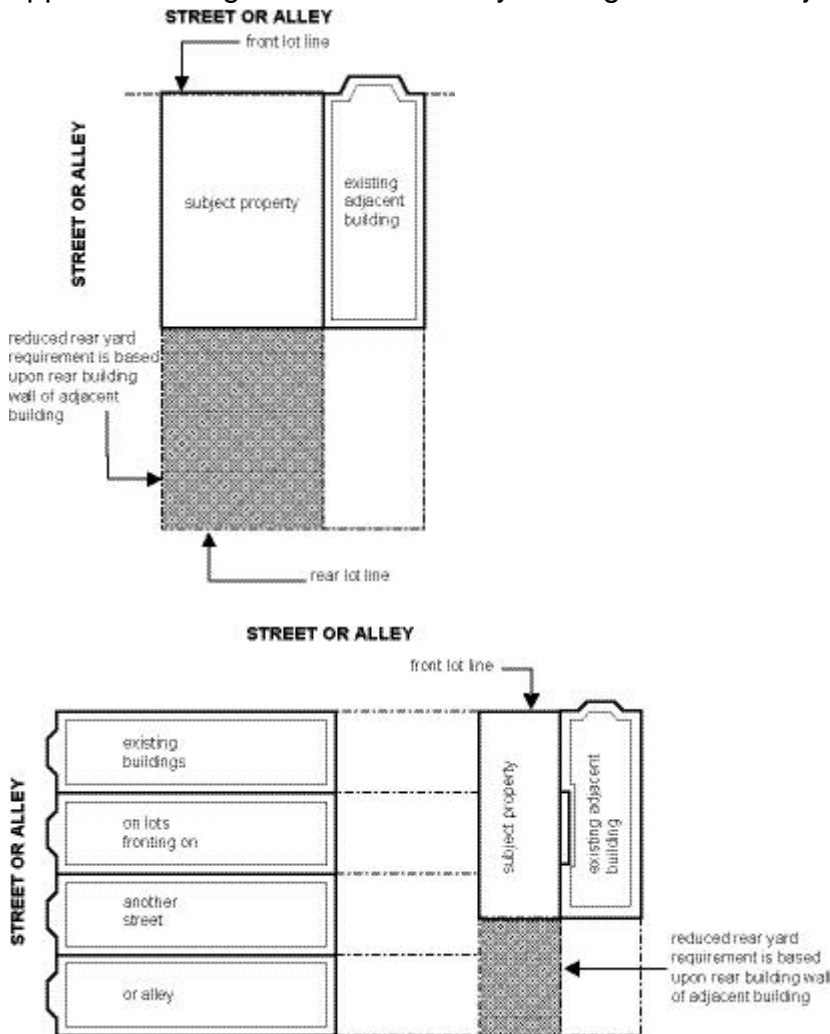 STREET OR ALLEY
front lot line
STREET OR ALLEY
subject property
existing
adjacent
building
reduced rear yard
requirement is based
upon rear building
wall of adjacent
building
rear lot line
STREET OR ALLEY
front lot line
STREET OR ALLEY
existing
buildings
on lots
fronting on
another
street
or alley
subject property
existing adjacent
building
reduced rear yard
requirement is based
upon rear building wall
of adjacent building